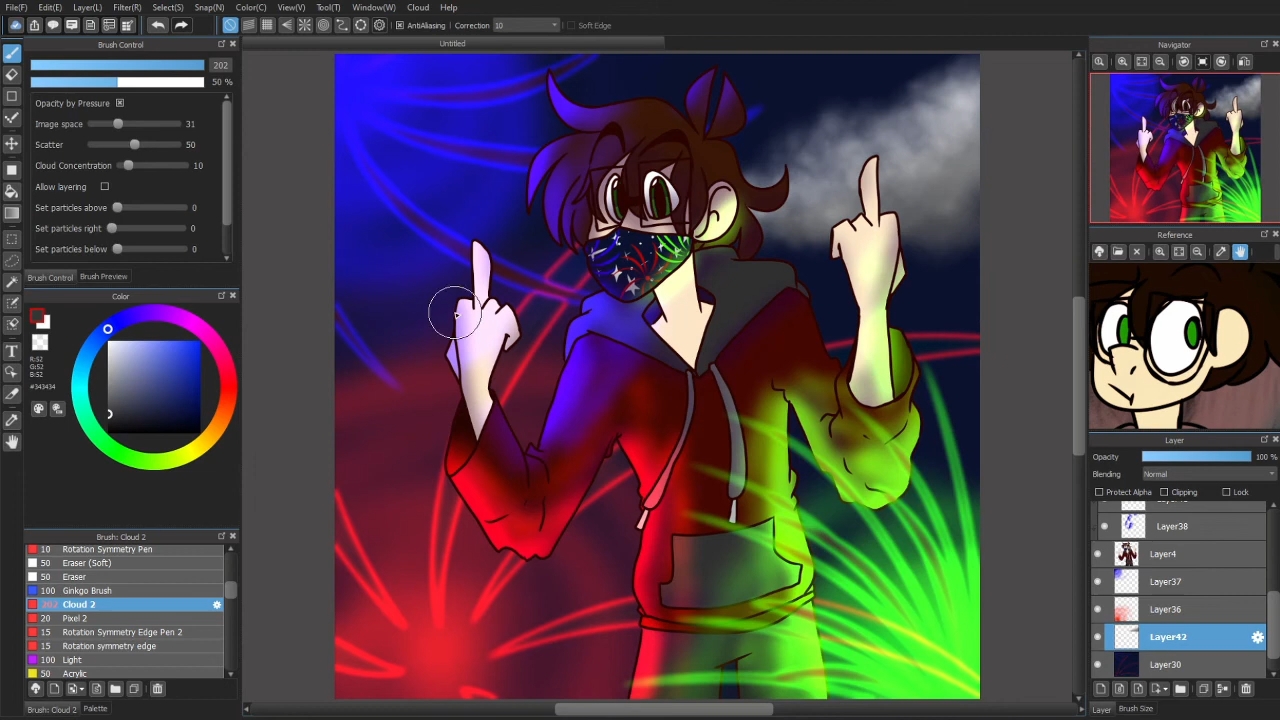 File(F) Edit(E) Layer(L) Filter(R) Select(S) Snap(N) Color(C) View(V) Tool(T) Window(W) Cloud Help
AntiAliasing Correction 10 Soft Edge
Brush Control
Untitled
Navigator
202
50 %
Opacity by Pressure
Image space 31
Scatter 50
Cloud Concentration 10
Allow layering
Set particles above 0
Set particles right 0
Set particles below 0
Brush Control Brush Preview
Color
R:52
G:52
B:52
#343434
Brush: Cloud 2
10 Rotation Symmetry Pen
50 Eraser (Soft)
50 Eraser
100 Ginkgo Brush
202 Cloud 2
20 Pixel 2
15 Rotation Symmetry Edge Pen 2
15 Rotation symmetry edge
100 Light
50 Acrylic
Brush: Cloud 2 Palette
Reference
Layer
Opacity 100 %
Blending Normal
Protect Alpha Clipping Lock
Layer38
Layer4
Layer37
Layer36
Layer42
Layer30
Layer Brush Size